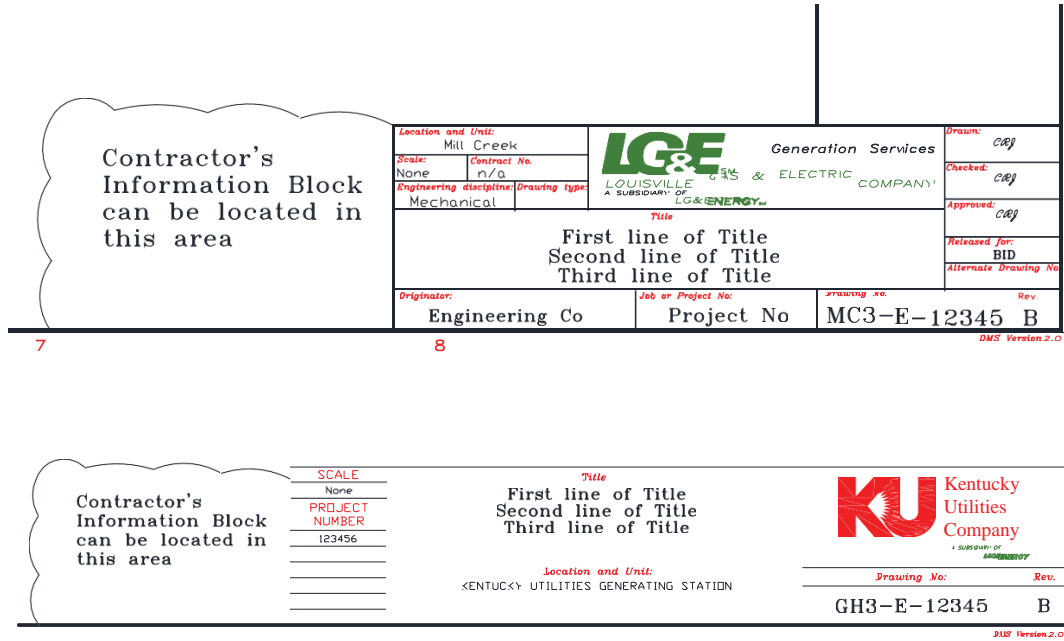 Contractor's
Information Block
can be located in
this area
Location and Unit:
Mill Creek
Scale:
None
Contract No.
n/a
Engineering discipline:
Mechanical
Drawing type:
LG&E
SM
Generation Services
LOUISVILLE GAS & ELECTRIC COMPANY
A SUBSIDIARY OF
LG&E ENERGY
Drawn:
CRJ
Checked:
CRJ
Approved:
CRJ
Released for:
BID
Alternate Drawing No
Title
First line of Title
Second line of Title
Third line of Title
Originator:
Engineering Co
Job or Project No:
Project No
Drawing No.
MC3-E-12345
Rev.
B
7
8
DMS Version2.0
Contractor's
Information Block
can be located in
this area
SCALE
None
PROJECT
NUMBER
123456
Title
First line of Title
Second line of Title
Third line of Title
Location and Unit:
KENTUCKY UTILITIES GENERATING STATION
KU
Kentucky
Utilities
Company
A SUBSIDIARY OF
LG&E ENERGY
Drawing No:
Rev.
GH3-E-12345
B
DMS Version2.0